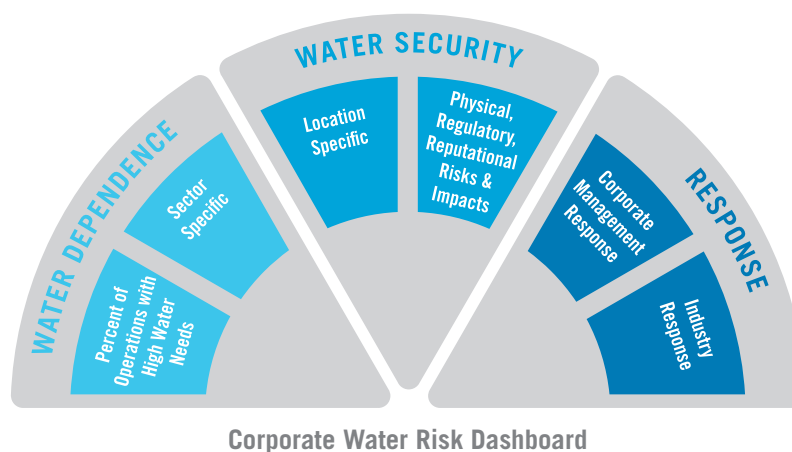 WATER DEPENDENCE
Percent of
Operations with
High Water
Needs
Sector
Specific
WATER SECURITY
Location
Specific
Physical,
Regulatory,
Reputational
Risks &
Impacts
RESPONSE
Corporate
Management
Response
Industry
Response
Corporate Water Risk Dashboard